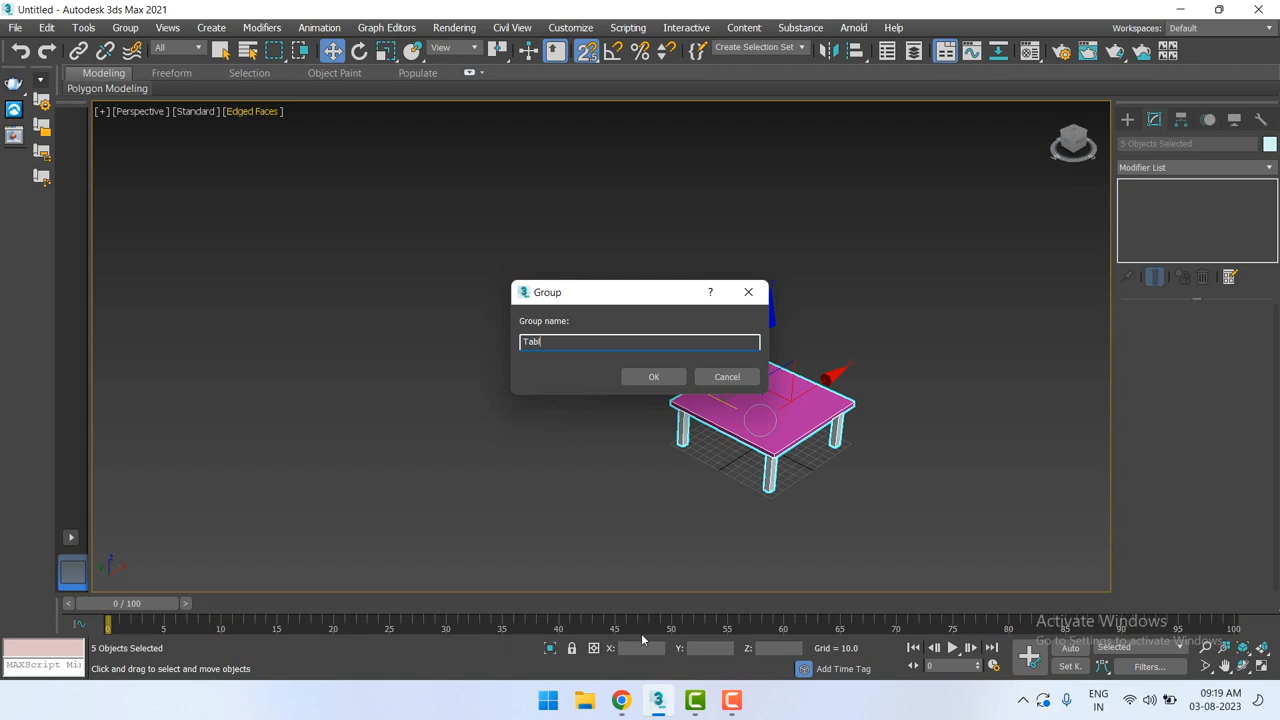 Untitled - Autodesk 3ds Max 2021
File Edit Tools Group Views Create Modifiers Animation Graph Editors Rendering Civil View Customize Scripting Interactive Content Substance Arnold Help Workspaces: Default
All View Create Selection Set
Modeling Freeform Selection Object Paint Populate
Polygon Modeling
[+] [Perspective] [Standard] [Edged Faces]
5 Objects Selected
Modifier List
Group
Group name:
Tabl
OK Cancel
< 0 / 100 >
0 5 10 15 20 25 30 35 40 45 50 55 60 65 70 75 80 85 90 95 100
Activate Windows
Go to Settings to activate Windows.
5 Objects Selected X: Y: Z: Grid = 10.0 Auto Selected
MAXScript Mi Click and drag to select and move objects Add Time Tag 0 Set K. Filters...
ENG
IN
09:19 AM
03-08-2023